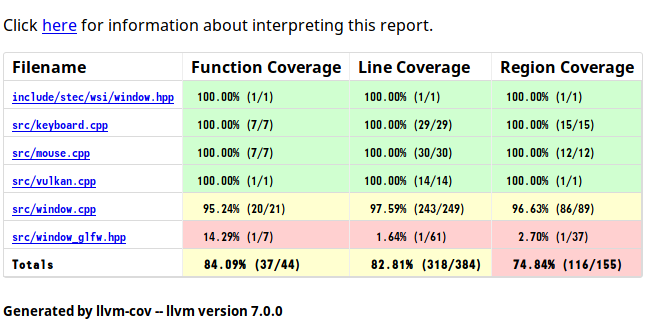 Click here for information about interpreting this report.
Filename Function Coverage Line Coverage Region Coverage
include/stec/wsi/window.hpp 100.00% (1/1) 100.00% (1/1) 100.00% (1/1)
src/keyboard.cpp 100.00% (7/7) 100.00% (29/29) 100.00% (15/15)
src/mouse.cpp 100.00% (7/7) 100.00% (30/30) 100.00% (12/12)
src/vulkan.cpp 100.00% (1/1) 100.00% (14/14) 100.00% (1/1)
src/window.cpp 95.24% (20/21) 97.59% (243/249) 96.63% (86/89)
src/window_glfw.hpp 14.29% (1/7) 1.64% (1/61) 2.70% (1/37)
Totals 84.09% (37/44) 82.81% (318/384) 74.84% (116/155)
Generated by llvm-cov -- llvm version 7.0.0